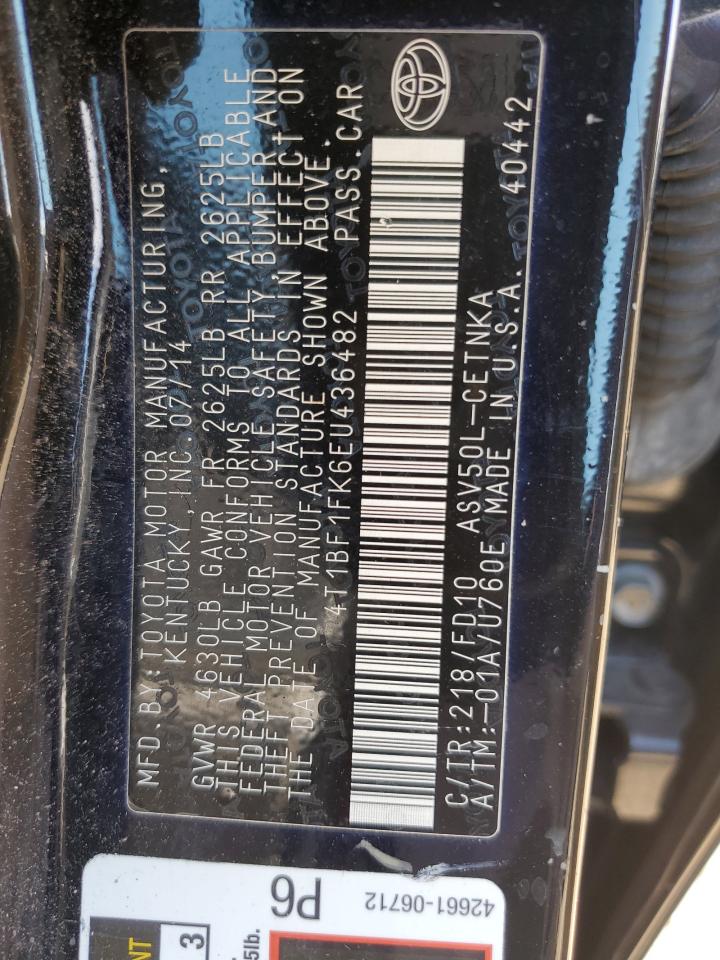 MFD.BY:TOYOTA MOTOR MANUFACTURING,
KENTUCKY,INC.07/14
GVWR 4630LB GAWR FR 2625LB RR 2625LB
THIS VEHICLE CONFORMS TO ALL APPLICABLE
FEDERAL MOTOR VEHICLE SAFETY,BUMPER,AND
THEFT PREVENTION STANDARDS IN EFFECT ON
THE DATE OF MANUFACTURE SHOWN ABOVE.
4T1BF1FK6EU436482 PASS.CAR
C/TR:218/FD10 ASV50L-CETNKA
A/TM:-01A/U760E MADE IN U.S.A. 40442
P6
42661-06712
3
5lb.